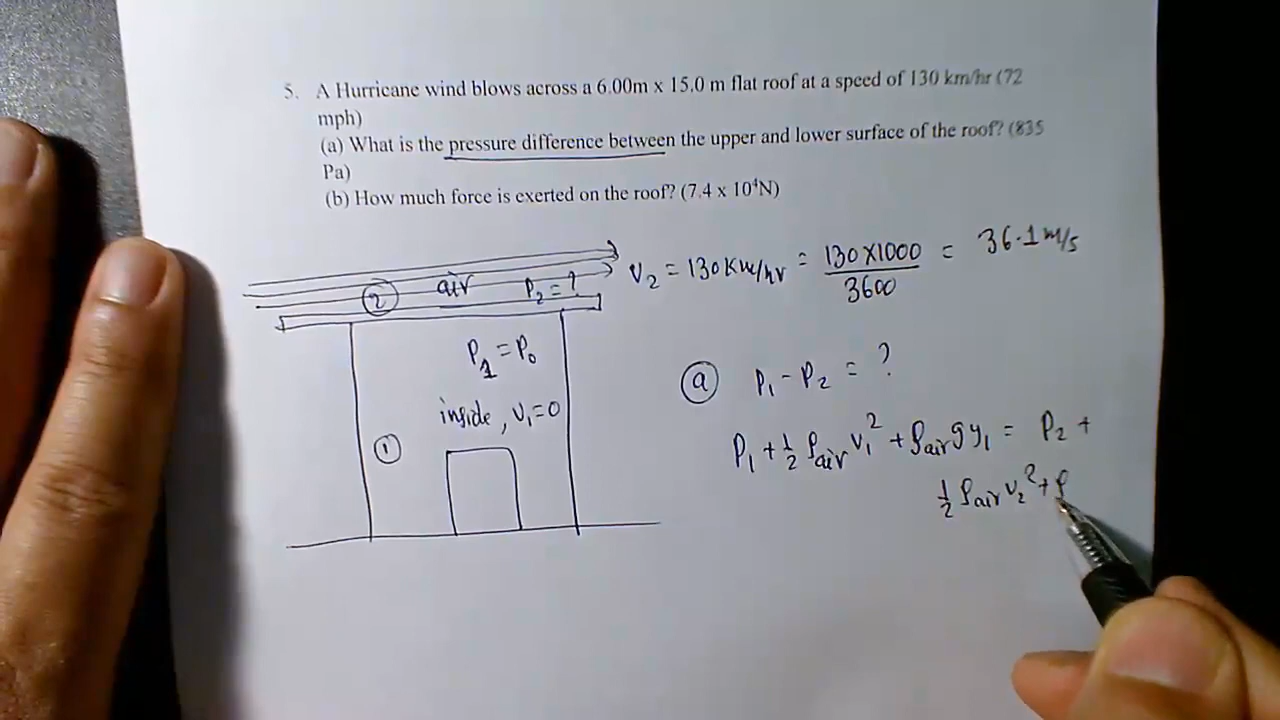 5. A Hurricane wind blows across a 6.00m x 15.0 m flat roof at a speed of 130 km/hr (72
mph)
(a) What is the pressure difference between the upper and lower surface of the roof? (835
Pa)
(b) How much force is exerted on the roof? (7.4 x 10⁴N)
② air P₂ = ?
V₂ = 130 Km/hr = 130X1000/3600 = 36.1 m/s
P₁ = P₀
inside, v₁=0
①
ⓐ P₁ - P₂ = ?
P₁ + ½ ρair v₁² + ρair g y₁ = P₂ +
½ ρair v₂² + ρ